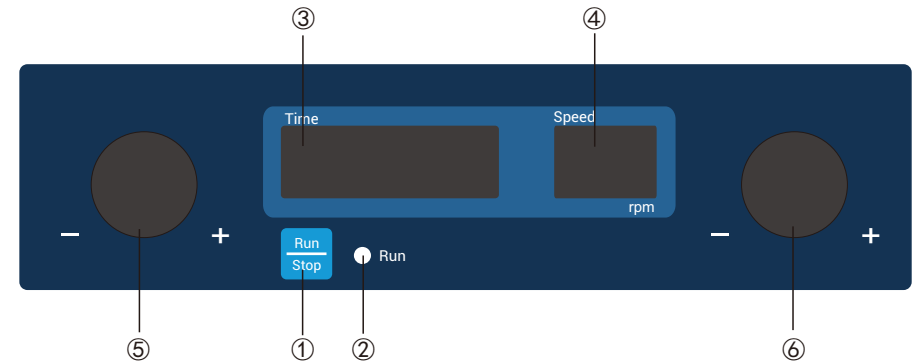 ③ ④
Time Speed
rpm
− + − +
Run
Stop
Run
⑤ ① ② ⑥